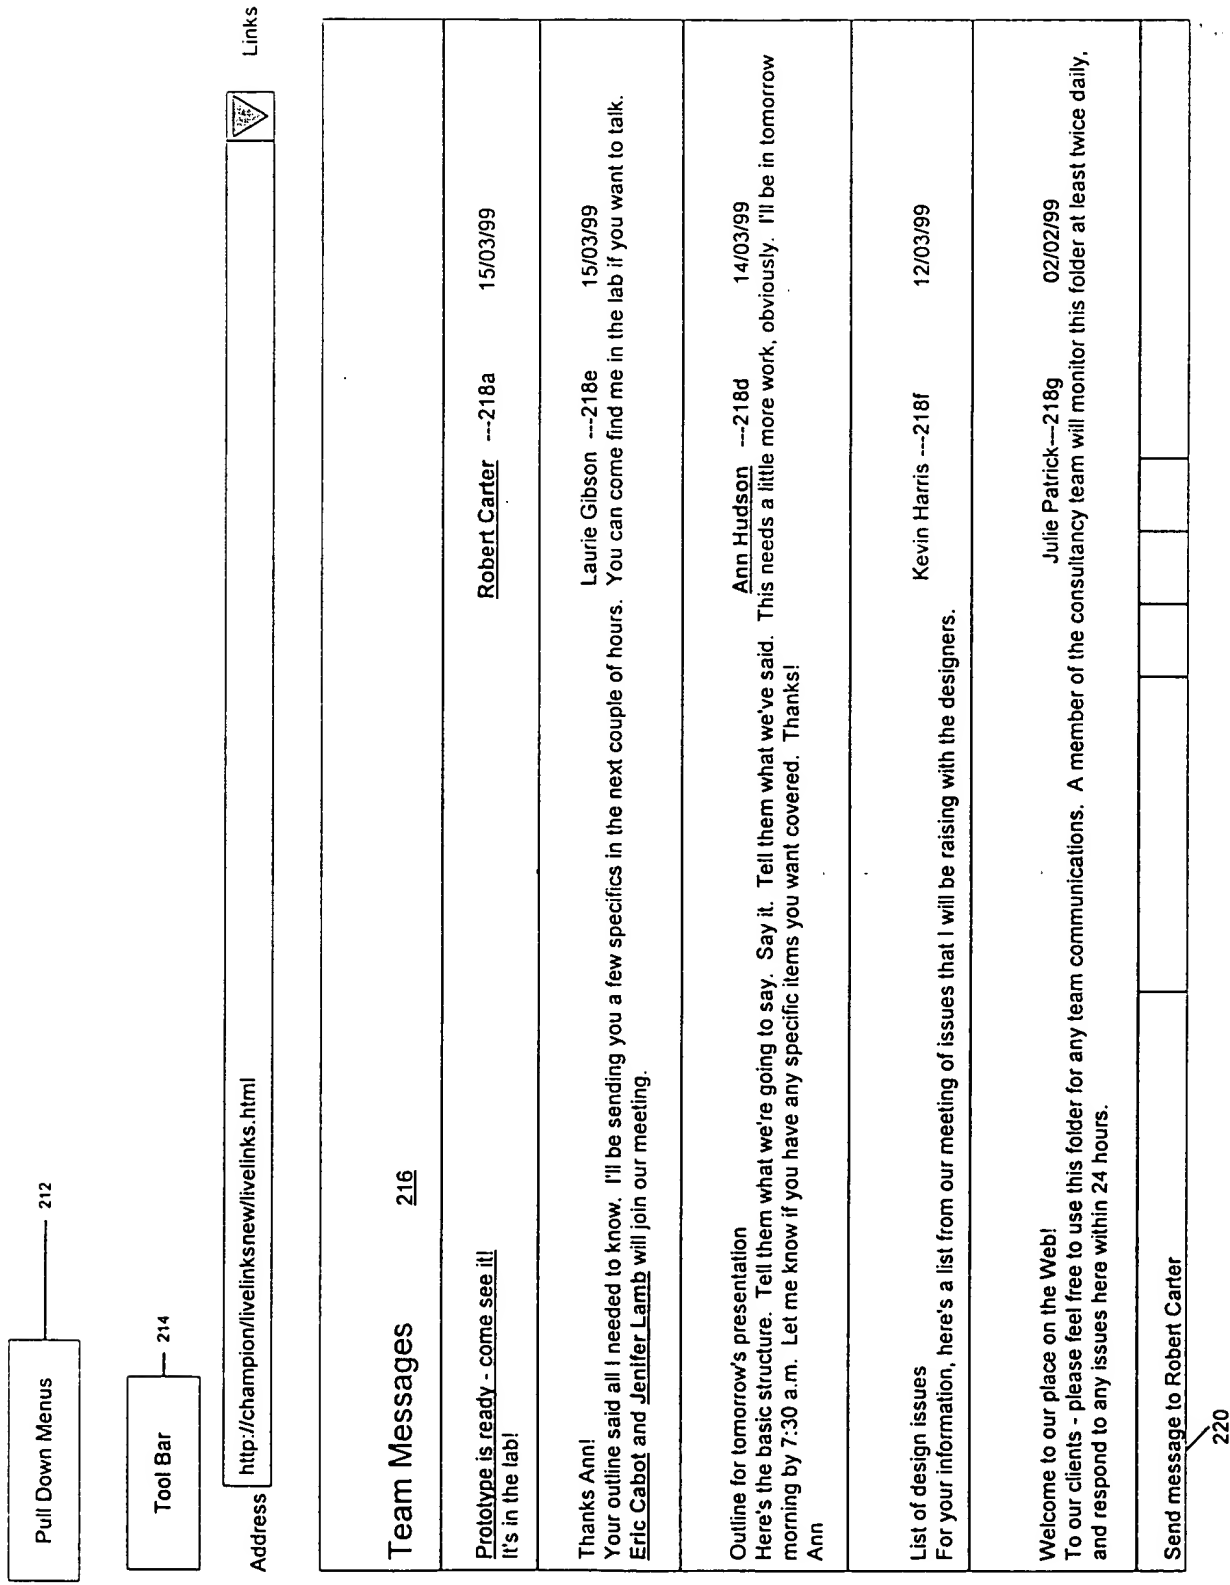 Pull Down Menus 212
Tool Bar 214
Address http://champion/livelinksnew/livelinks.html Links
Team Messages 216
Prototype is ready - come see it! Robert Carter ---218a 15/03/99
It's in the lab!
Thanks Ann! Laurie Gibson ---218e 15/03/99
Your outline said all I needed to know. I'll be sending you a few specifics in the next couple of hours. You can come find me in the lab if you want to talk.
Eric Cabot and Jenifer Lamb will join our meeting.
Outline for tomorrow's presentation Ann Hudson ---218d 14/03/99
Here's the basic structure. Tell them what we're going to say. Say it. Tell them what we've said. This needs a little more work, obviously. I'll be in tomorrow
morning by 7:30 a.m. Let me know if you have any specific items you want covered. Thanks!
Ann
List of design issues Kevin Harris ---218f 12/03/99
For your information, here's a list from our meeting of issues that I will be raising with the designers.
Welcome to our place on the Web! Julie Patrick---218g 02/02/99
To our clients - please feel free to use this folder for any team communications. A member of the consultancy team will monitor this folder at least twice daily,
and respond to any issues here within 24 hours.
Send message to Robert Carter
220